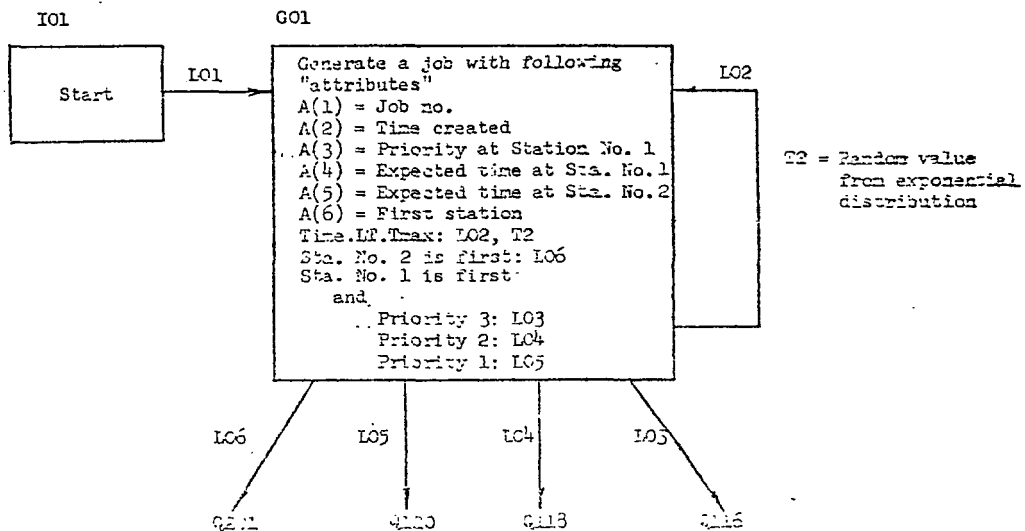 I01
G01
Start
L01
Generate a job with following
"attributes"
A(1) = Job no.
A(2) = Time created
A(3) = Priority at Station No. 1
A(4) = Expected time at Sta. No.1
A(5) = Expected time at Sta. No.2
A(6) = First station
Time.LT.Tmax: L02, T2
Sta. No. 2 is first: L06
Sta. No. 1 is first
and
Priority 3: L03
Priority 2: L04
Priority 1: L05
L02
T2 = Random value
from exponential
distribution
L06
L05
L04
L03
Q120
Q118
Q116